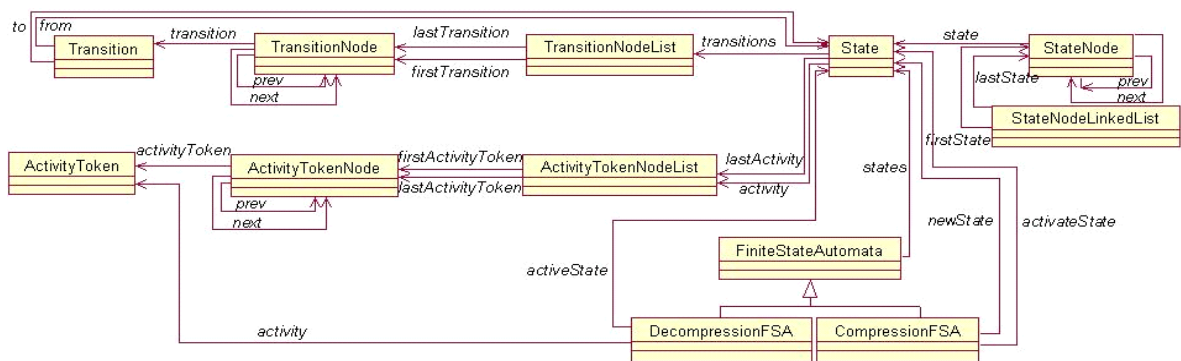 to
from
Transition
transition
TransitionNode
prev
next
lastTransition
firstTransition
TransitionNodeList
transitions
State
state
StateNode
lastState
prev
next
StateNodeLinkedList
firstState
ActivityToken
activityToken
ActivityTokenNode
prev
next
firstActivityToken
lastActivityToken
ActivityTokenNodeList
lastActivity
activity
states
newState
activateState
activeState
FiniteStateAutomata
activity
DecompressionFSA
CompressionFSA